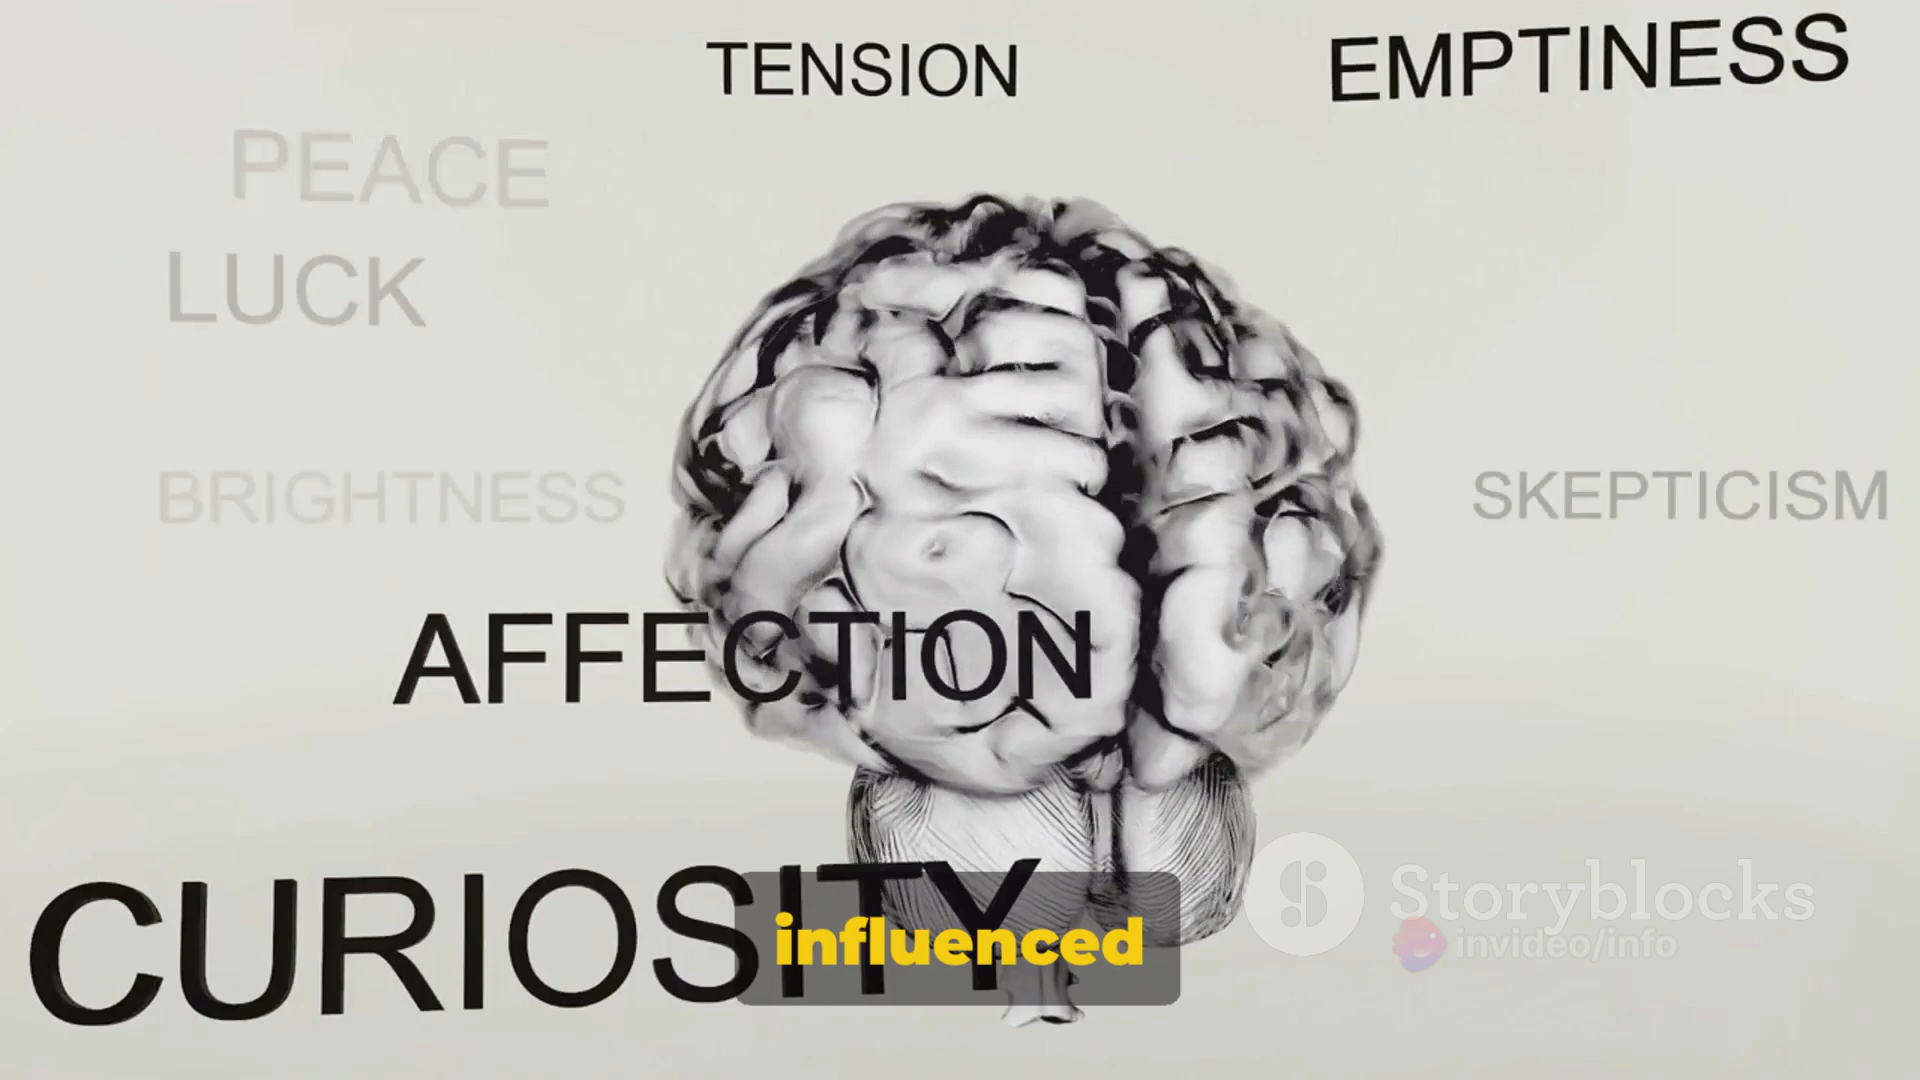 TENSION
EMPTINESS
PEACE
LUCK
BRIGHTNESS
SKEPTICISM
AFFECTION
CURIOSITY
influenced
Storyblocks
invideo/info